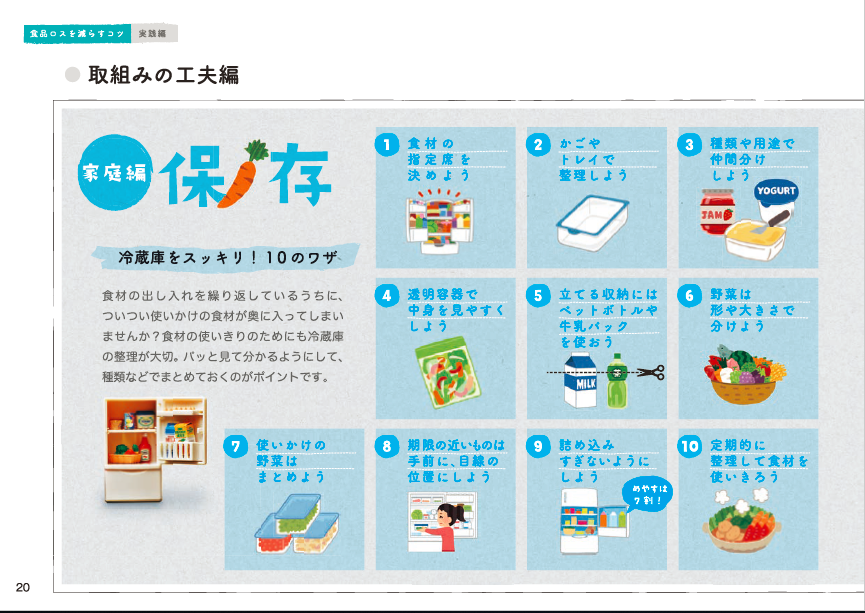 食品ロスを減らすコツ 実践編
取組みの工夫編
家庭編
保存
冷蔵庫をスッキリ!10のワザ
食材の出し入れを繰り返しているうちに、
ついつい使いかけの食材が奥に入ってしまい
ませんか?食材の使いきりのためにも冷蔵庫
の整理が大切。パッと見て分かるようにして、
種類などでまとめておくのがポイントです。
1 食材の
指定席を
決めよう
2 かごや
トレイで
整理しよう
3 種類や用途で
仲間分け
しよう
JAM
YOGURT
4 透明容器で
中身を見やすく
しよう
5 立てる収納には
ペットボトルや
牛乳パック
を使おう
MILK
6 野菜は
形や大きさで
分けよう
7 使いかけの
野菜は
まとめよう
8 期限の近いものは
手前に、目線の
位置にしよう
9 詰め込み
すぎないように
しよう
めやすは
7割!
10 定期的に
整理して食材を
使いきろう
20